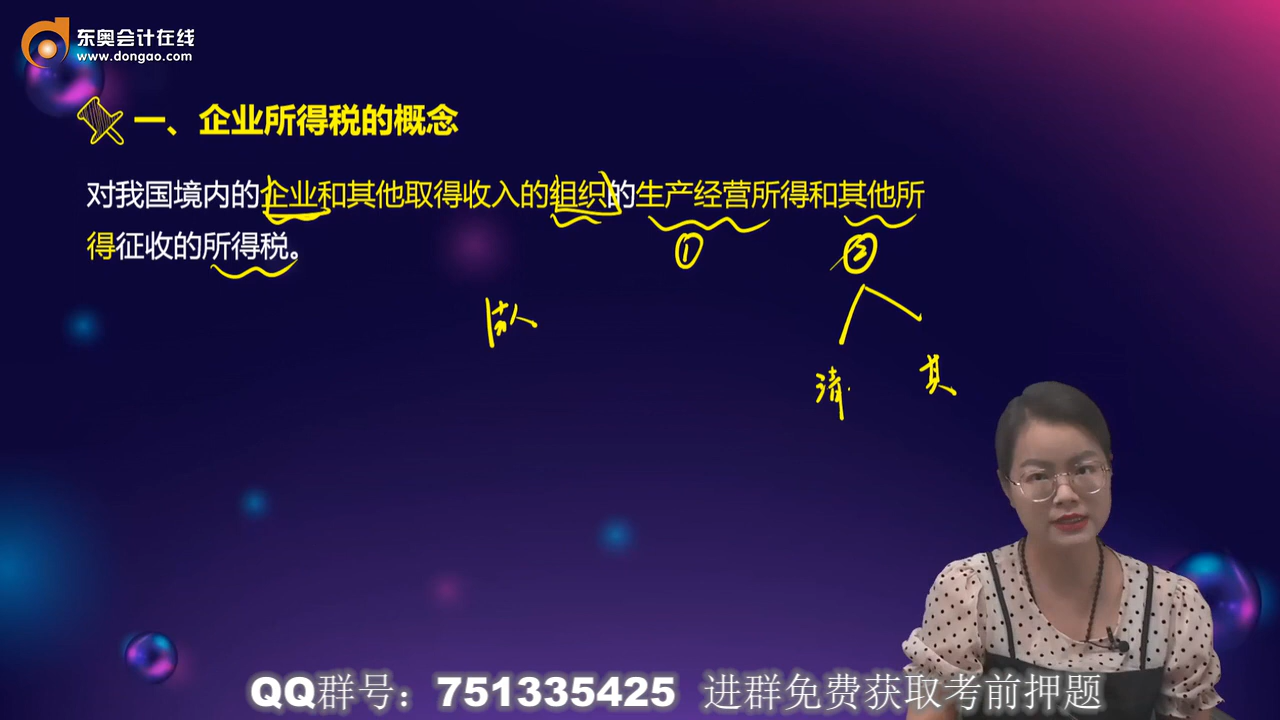 东奥会计在线
www.dongao.com
一、企业所得税的概念
对我国境内的企业和其他取得收入的组织的生产经营所得和其他所
得征收的所得税。
① ②
清 其
QQ群号：751335425 进群免费获取考前押题